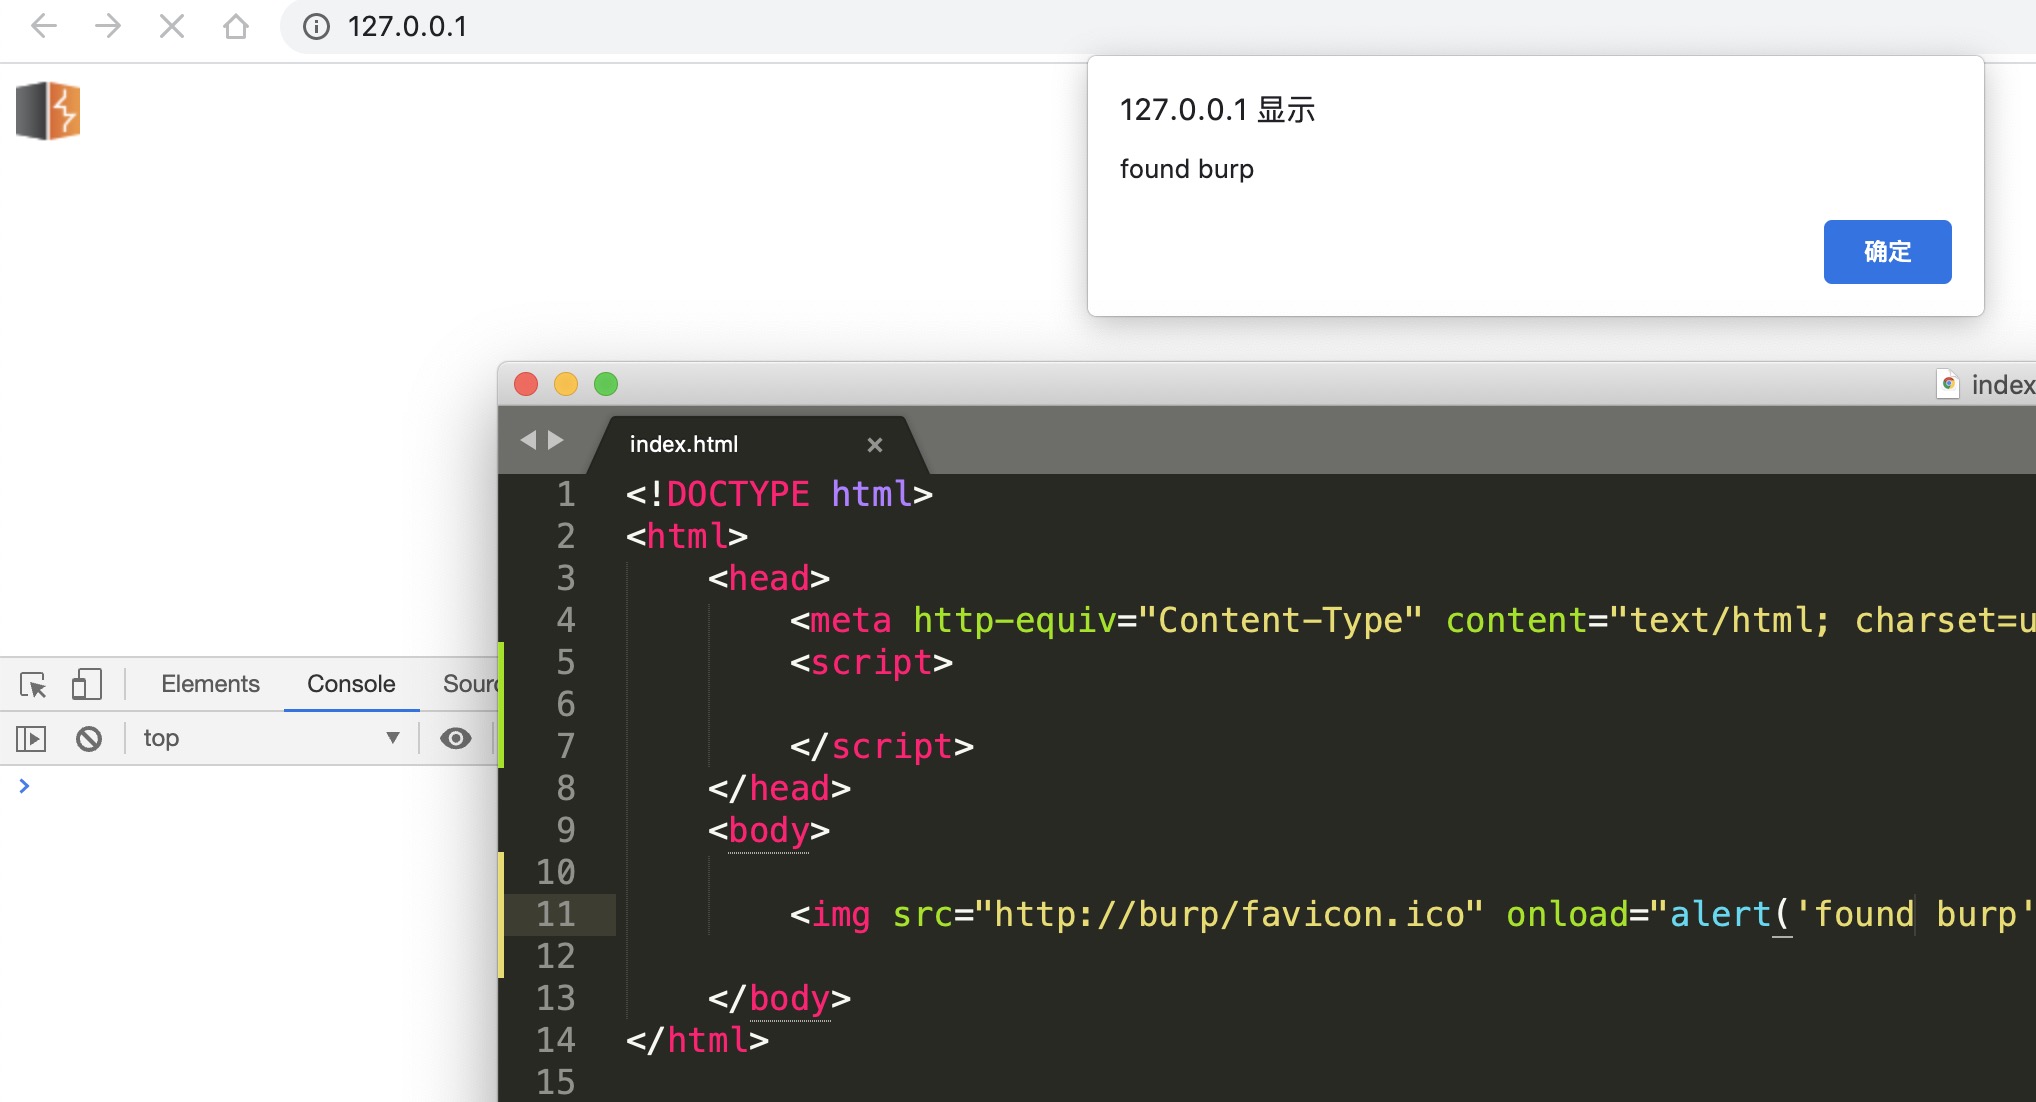 127.0.0.1
127.0.0.1 显示
found burp
确定
index
index.html
1 <!DOCTYPE html>
2 <html>
3 <head>
4 <meta http-equiv="Content-Type" content="text/html; charset=u
5 <script>
6
7 </script>
8 </head>
9 <body>
10
11 <img src="http://burp/favicon.ico" onload="alert('found burp'
12
13 </body>
14 </html>
15
Elements Console Sourc
top